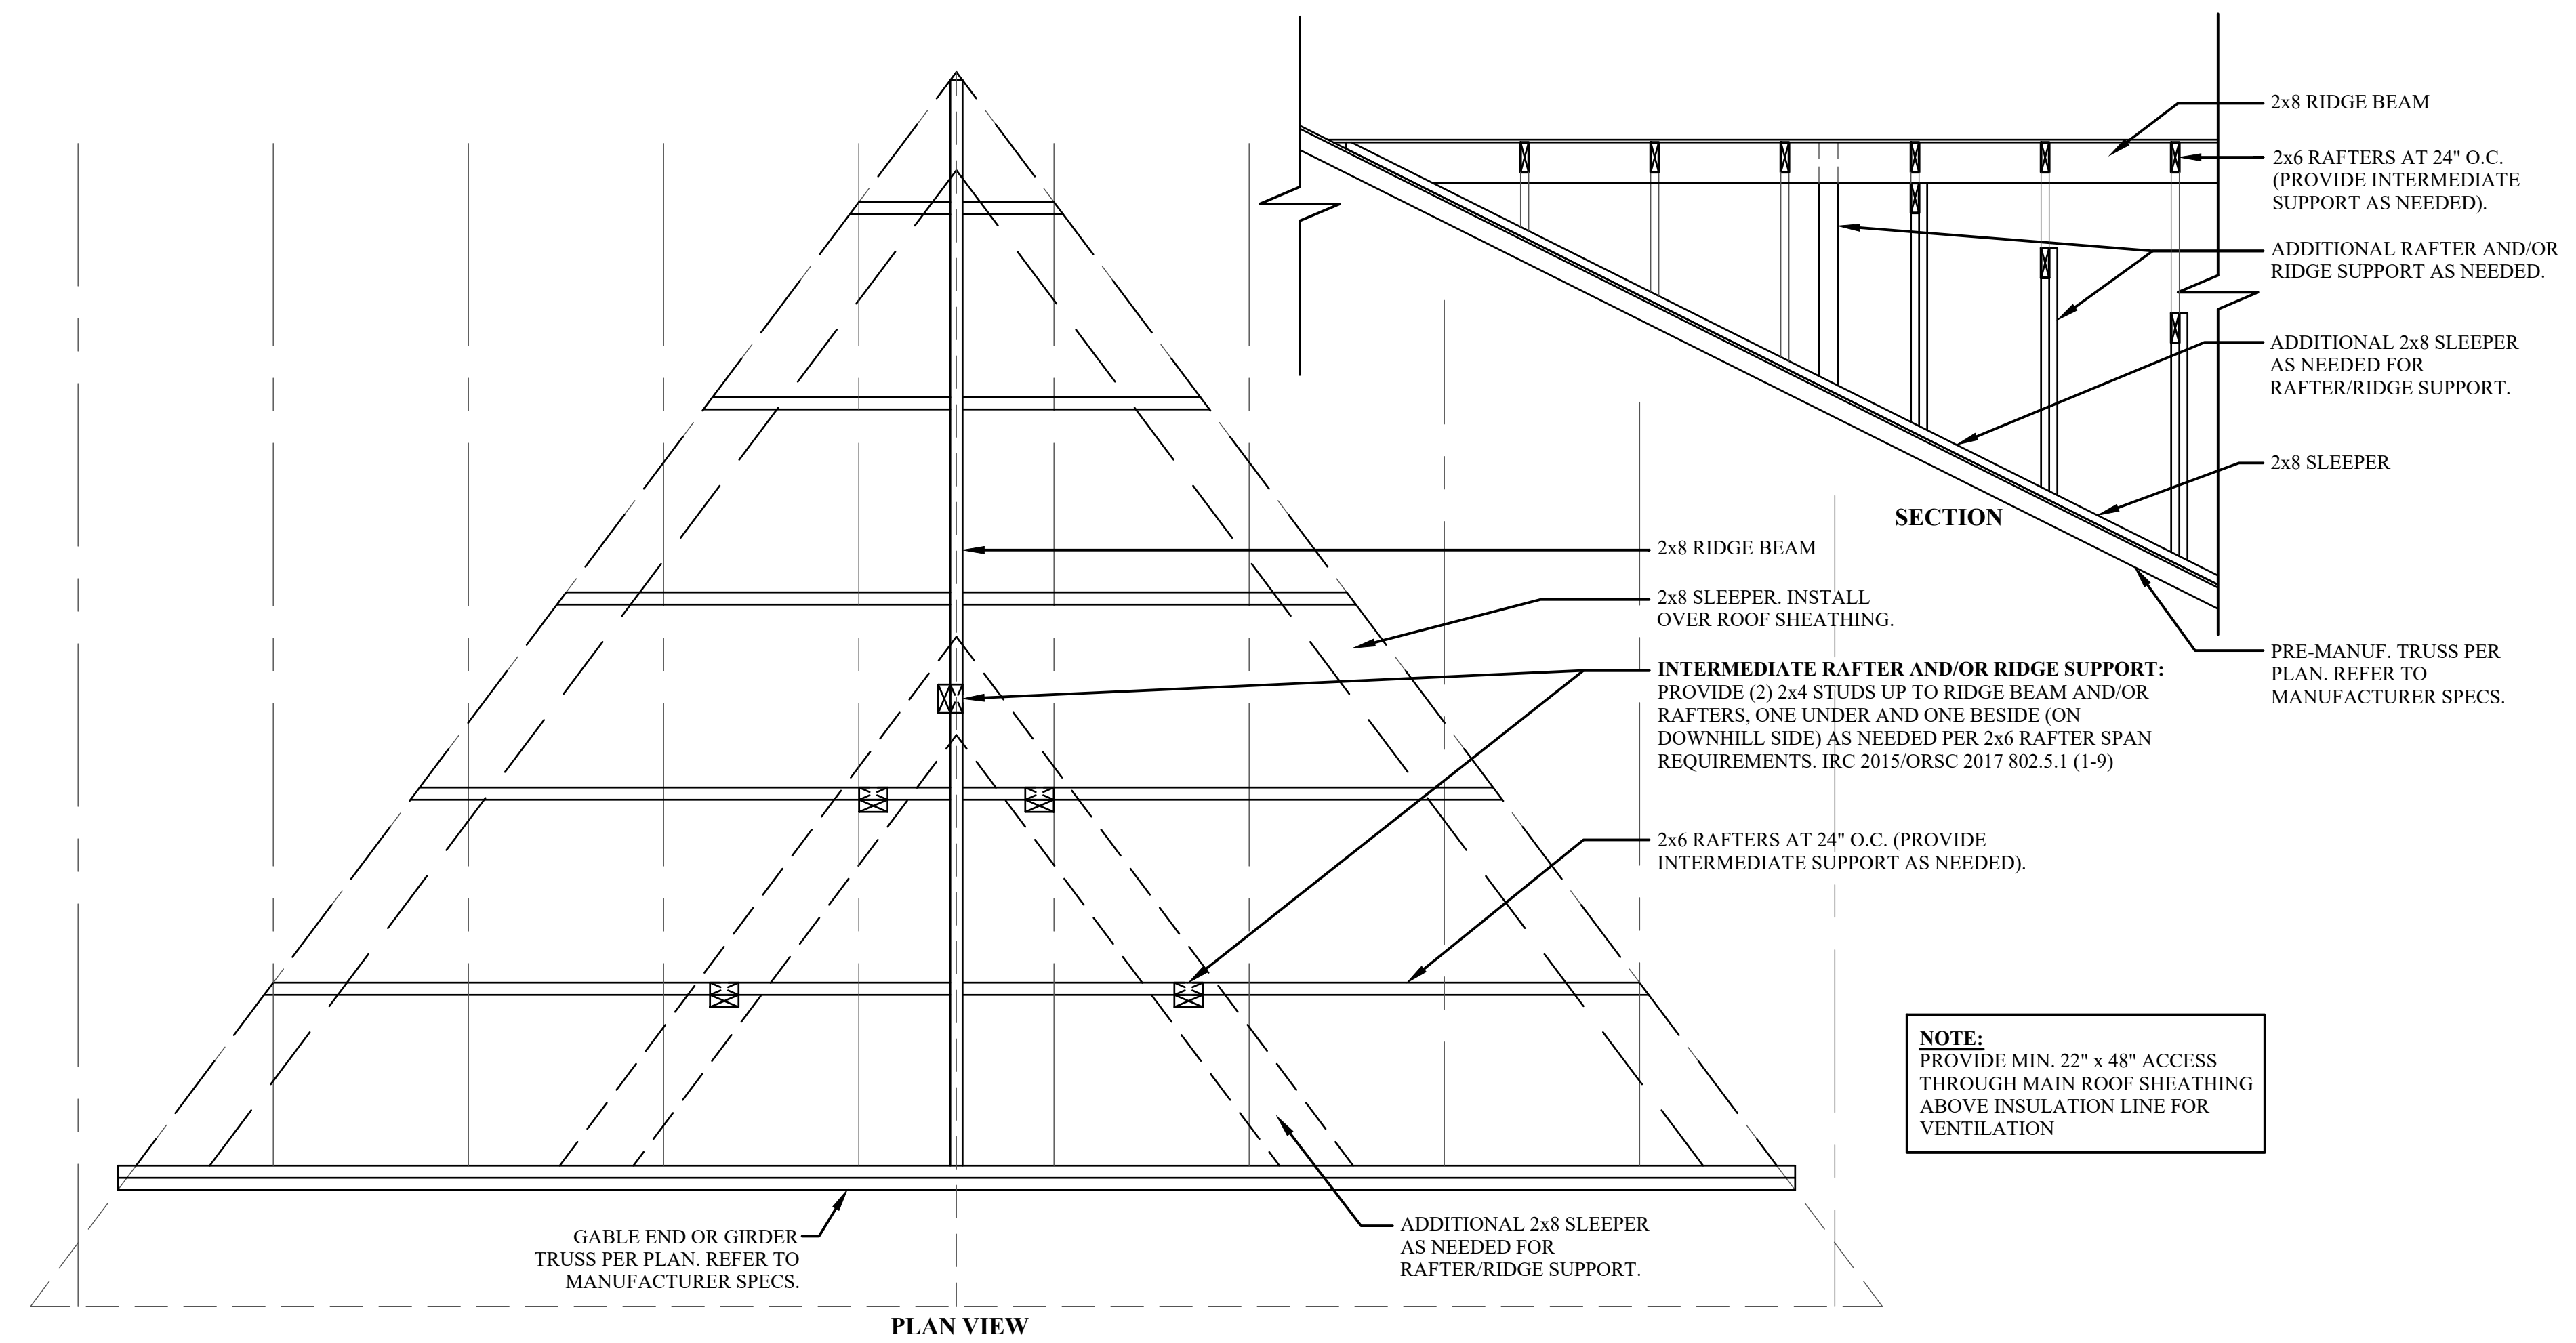 2x8 RIDGE BEAM
2x6 RAFTERS AT 24" O.C.
(PROVIDE INTERMEDIATE
SUPPORT AS NEEDED).
ADDITIONAL RAFTER AND/OR
RIDGE SUPPORT AS NEEDED.
ADDITIONAL 2x8 SLEEPER
AS NEEDED FOR
RAFTER/RIDGE SUPPORT.
2x8 SLEEPER
SECTION
PRE-MANUF. TRUSS PER
PLAN. REFER TO
MANUFACTURER SPECS.
2x8 RIDGE BEAM
2x8 SLEEPER. INSTALL
OVER ROOF SHEATHING.
INTERMEDIATE RAFTER AND/OR RIDGE SUPPORT:
PROVIDE (2) 2x4 STUDS UP TO RIDGE BEAM AND/OR
RAFTERS, ONE UNDER AND ONE BESIDE (ON
DOWNHILL SIDE) AS NEEDED PER 2x6 RAFTER SPAN
REQUIREMENTS. IRC 2015/ORSC 2017 802.5.1 (1-9)
2x6 RAFTERS AT 24" O.C. (PROVIDE
INTERMEDIATE SUPPORT AS NEEDED).
NOTE:
PROVIDE MIN. 22" x 48" ACCESS
THROUGH MAIN ROOF SHEATHING
ABOVE INSULATION LINE FOR
VENTILATION
GABLE END OR GIRDER
TRUSS PER PLAN. REFER TO
MANUFACTURER SPECS.
ADDITIONAL 2x8 SLEEPER
AS NEEDED FOR
RAFTER/RIDGE SUPPORT.
PLAN VIEW